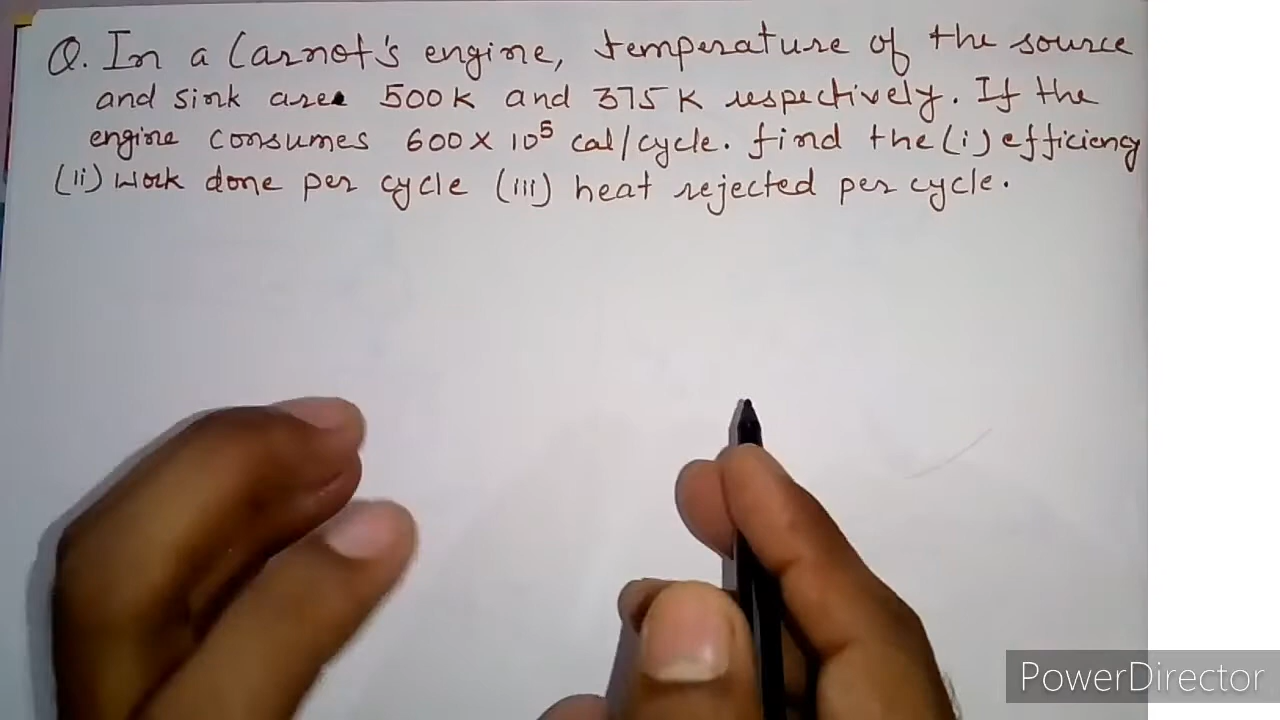 Q. In a Carnot's engine, temperature of the source
and sink are 500K and 375K respectively. If the
engine consumes 600 × 10⁵ cal/cycle. find the (i) efficiency
(ii) work done per cycle (iii) heat rejected per cycle.
PowerDirector